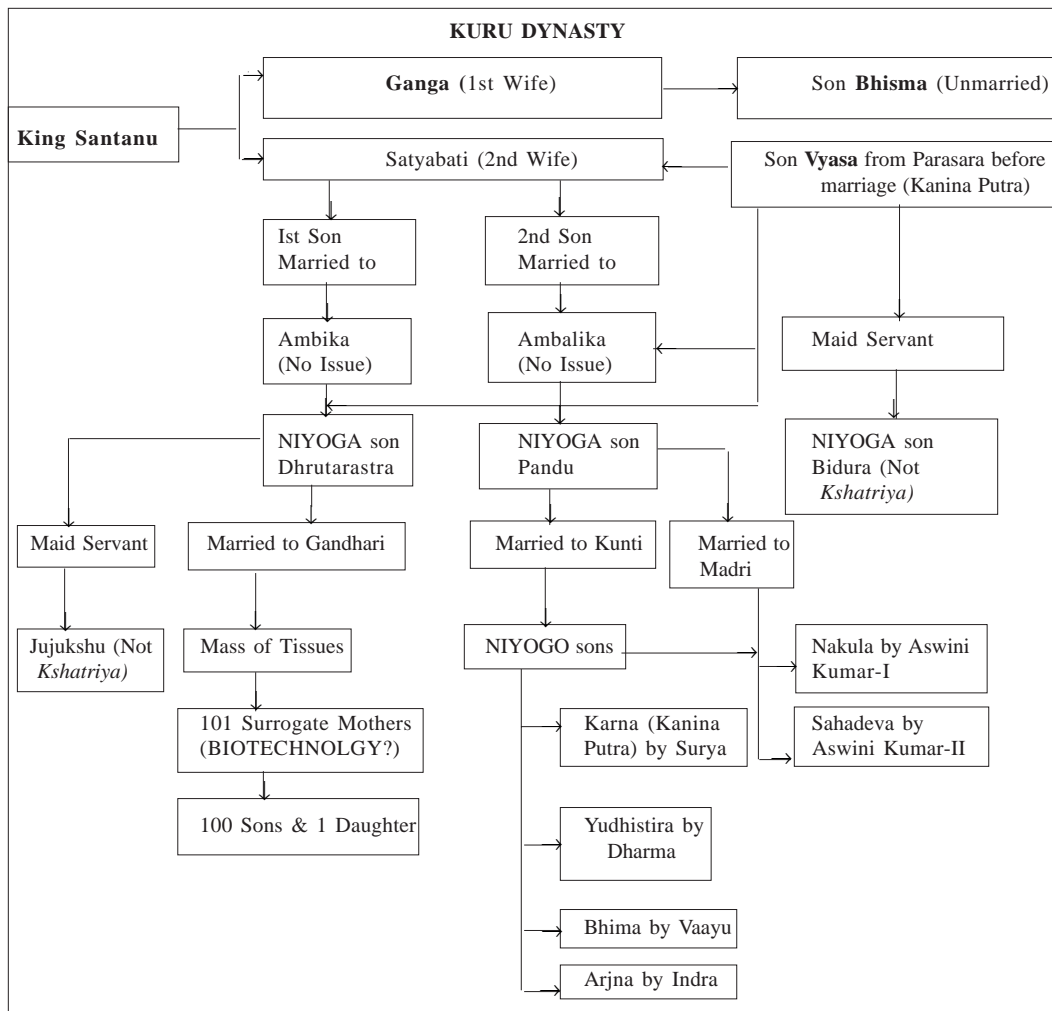 KURU DYNASTY
Ganga (1st Wife)
Son Bhisma (Unmarried)
King Santanu
Satyabati (2nd Wife)
Son Vyasa from Parasara before
marriage (Kanina Putra)
Ist Son
Married to
2nd Son
Married to
Ambika
(No Issue)
Ambalika
(No Issue)
Maid Servant
NIYOGA son
Dhrutarastra
NIYOGA son
Pandu
NIYOGA son
Bidura (Not
Kshatriya)
Maid Servant
Married to Gandhari
Married to Kunti
Married to
Madri
Jujukshu (Not
Kshatriya)
Mass of Tissues
NIYOGO sons
Nakula by Aswini
Kumar-I
101 Surrogate Mothers
(BIOTECHNOLGY?)
Karna (Kanina
Putra) by Surya
Sahadeva by
Aswini Kumar-II
100 Sons & 1 Daughter
Yudhistira by
Dharma
Bhima by Vaayu
Arjna by Indra